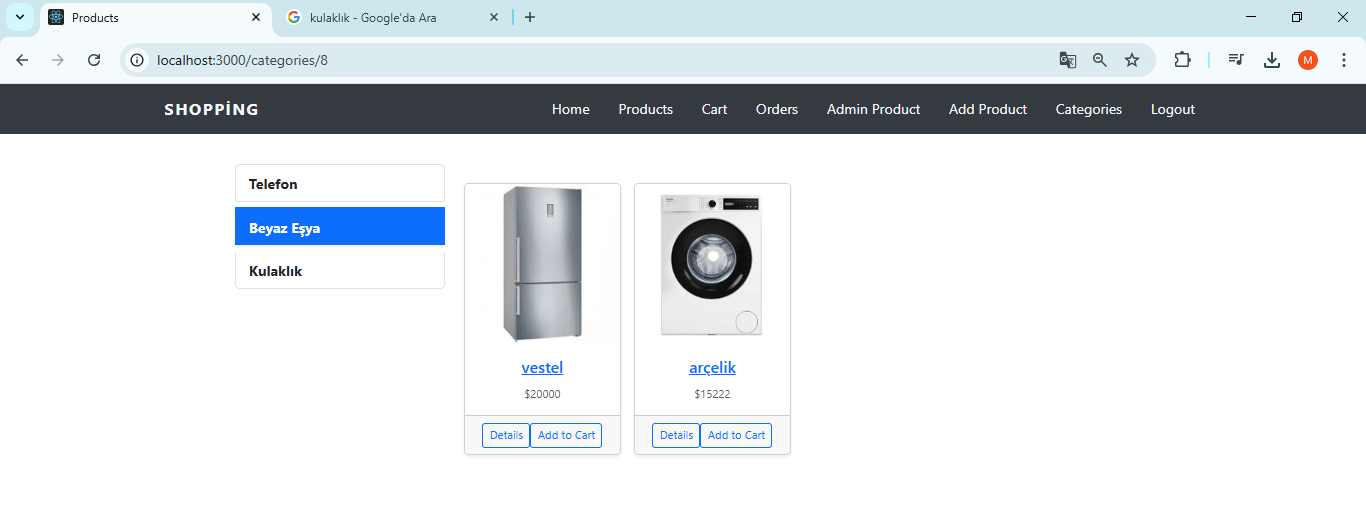 Products
kulaklık - Google'da Ara
localhost:3000/categories/8
M
SHOPPİNG
Home Products Cart Orders Admin Product Add Product Categories Logout
Telefon
Beyaz Eşya
Kulaklık
vestel
$20000
Details Add to Cart
arçelik
$15222
Details Add to Cart